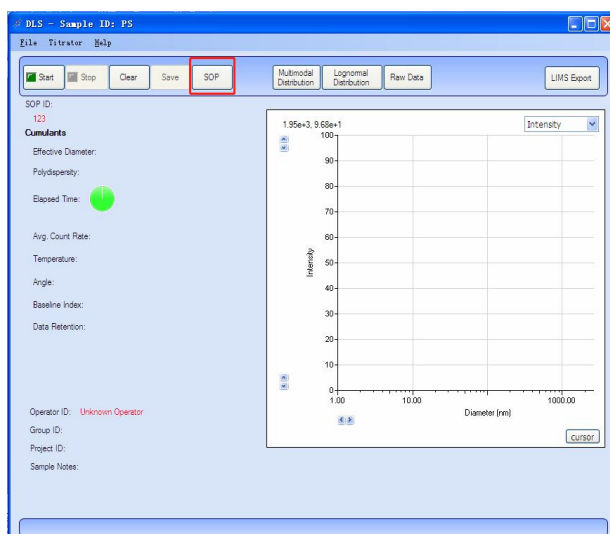 DLS - Sample ID: PS
File Titrator Help
Start Stop Clear Save SOP Multimodal Distribution Lognormal Distribution Raw Data LIMS Export
SOP ID:
123
Cumulants
Effective Diameter:
Polydispersity:
Elapsed Time:
Avg. Count Rate:
Temperature:
Angle:
Baseline Index:
Data Retention:
Operator ID: Unknown Operator
Group ID:
Project ID:
Sample Notes:
1.95e+3, 9.68e+1
Intensity
100
90
80
70
60
50
40
30
20
10
0
Intensity
1.00 10.00 1000.00
Diameter (nm)
cursor